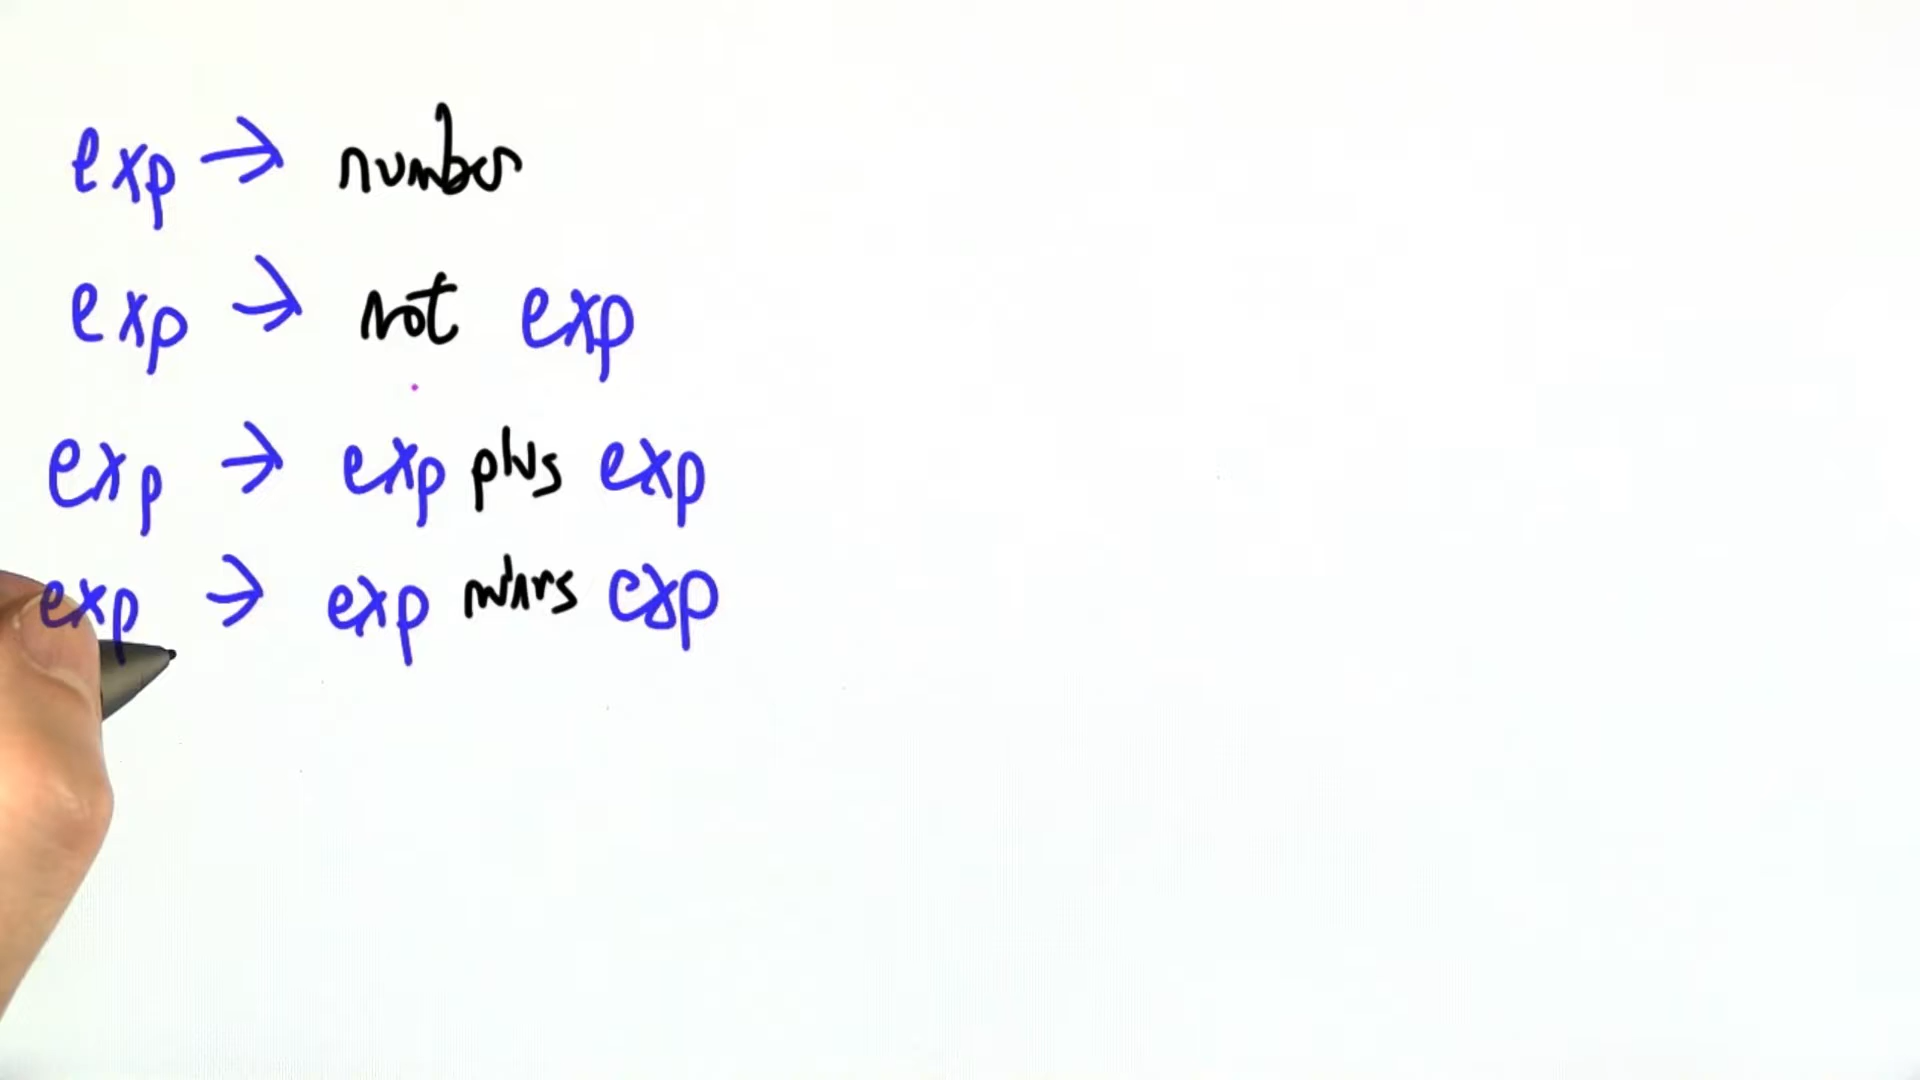 exp → number
exp → not exp
exp → exp plus exp
exp → exp minus exp